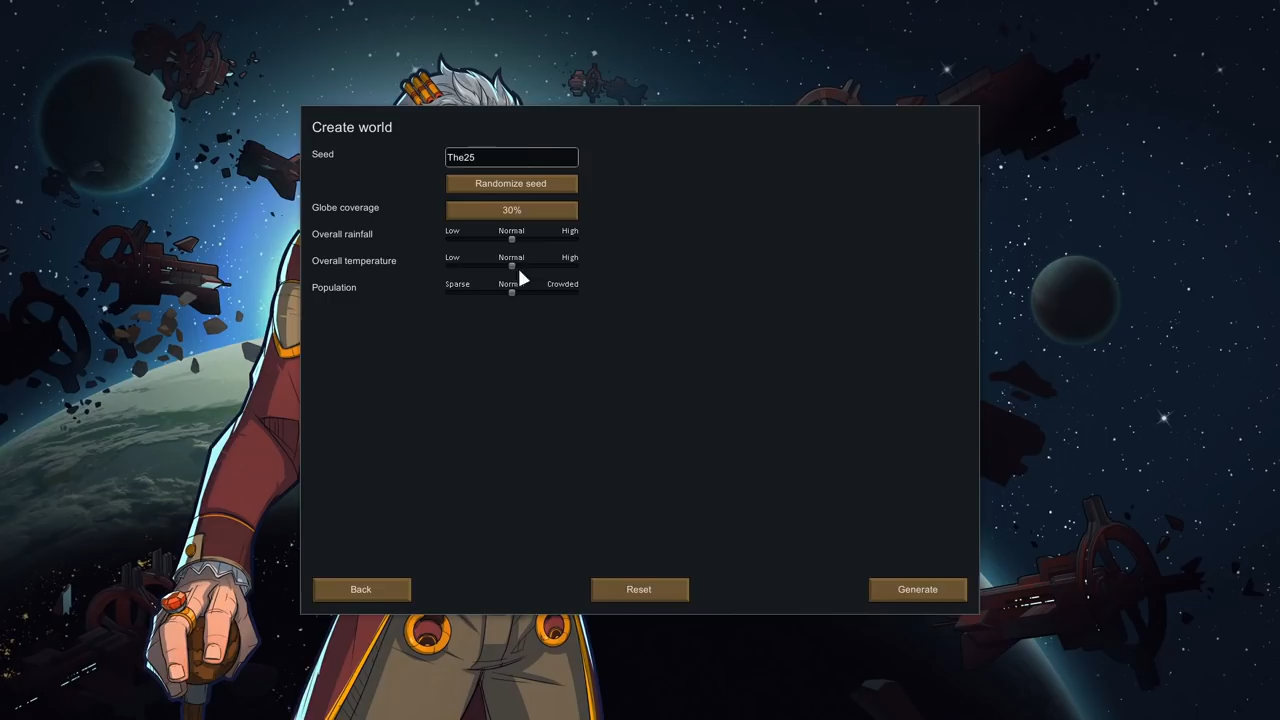 Create world
Seed The25
Randomize seed
Globe coverage 30%
Overall rainfall Low Normal High
Overall temperature Low Normal High
Population Sparse Norm Crowded
Back Reset Generate